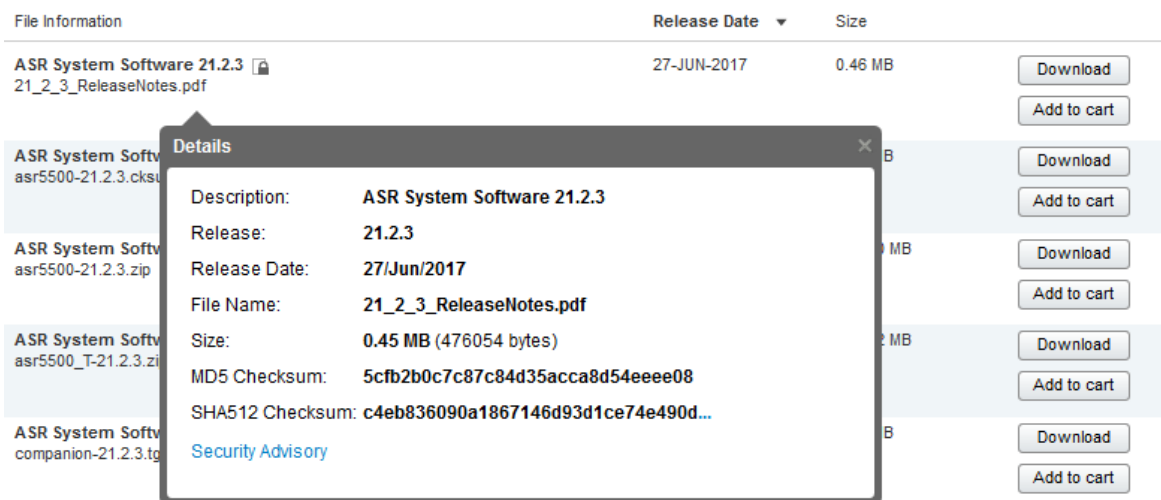 File Information Release Date Size
ASR System Software 21.2.3 27-JUN-2017 0.46 MB Download
21_2_3_ReleaseNotes.pdf
Add to cart
Details
ASR System B Download
asr5500-21.2.3
Add to cart
Description: ASR System Software 21.2.3
Release: 21.2.3
ASR System MB Download
Release Date: 27/Jun/2017
asr5500-21.2.3.zip
Add to cart
File Name: 21_2_3_ReleaseNotes.pdf
ASR System Size: 0.45 MB (476054 bytes) MB Download
asr5500_T-21.2.3.zi
MD5 Checksum: 5cfb2b0c7c87c84d35acca8d54eeee08 Add to cart
SHA512 Checksum: c4eb836090a1867146d93d1ce74e490d...
ASR System B Download
companion-21.2.3.tg
Security Advisory
Add to cart